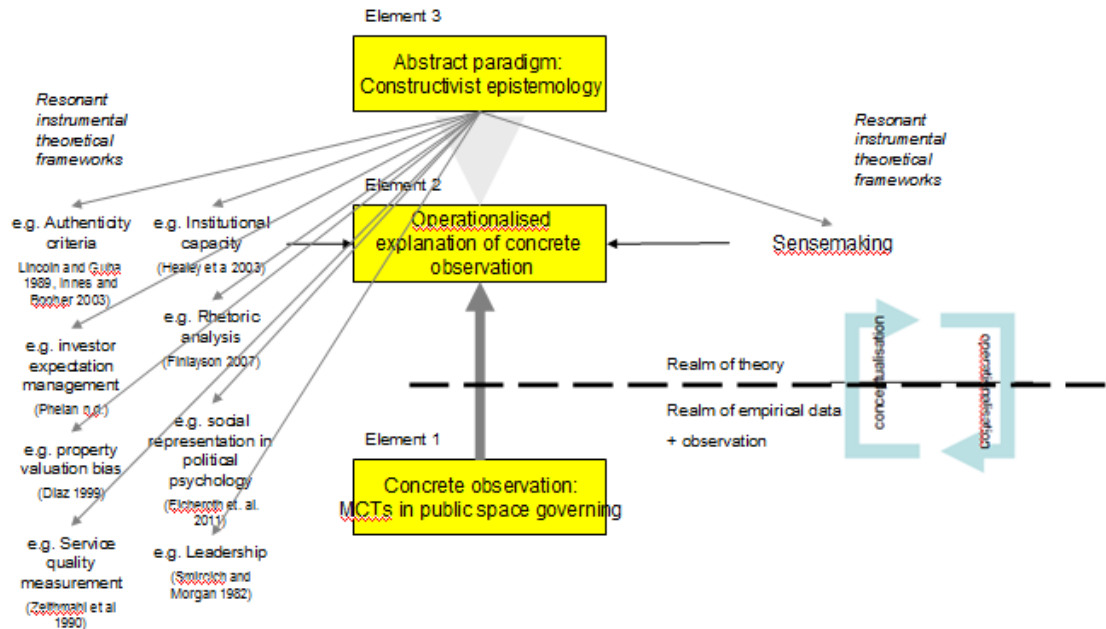 Element 3
Abstract paradigm:
Constructivist epistemology
Resonant
instrumental
theoretical
frameworks
Resonant
instrumental
theoretical
frameworks
Element 2
Operationalised
explanation of concrete
observation
e.g. Authenticity
criteria
Lincoln and Guba
1989, Innes and
Booher 2003)
e.g. Institutional
capacity
(Healey et a 2003)
Sensemaking
e.g. Rhetoric
analysis
(Finlayson 2007)
e.g. investor
expectation
management
(Phelan n.d.)
conceptualisation
operationalisation
Realm of theory
Realm of empirical data
+ observation
e.g. social
representation in
political
psychology
(Elcheroth et. al.
2011)
e.g. property
valuation bias
(Diaz 1999)
Element 1
Concrete observation:
MCTs in public space governing
e.g. Service
quality
measurement
(Zeithmahl et al
1990)
e.g. Leadership
(Smircich and
Morgan 1982)